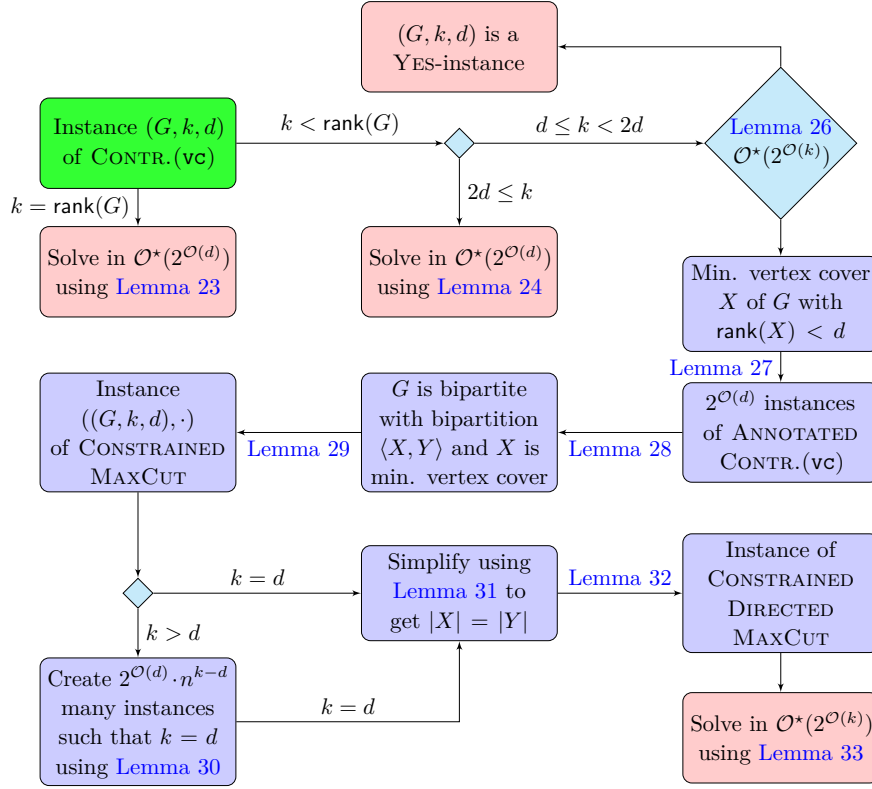 (G, k, d) is a
YES-instance
Instance (G, k, d)
of CONTR.(vc)
k < rank(G)
d ≤ k < 2d
Lemma 26
𝒪⋆(2^{𝒪(k)})
k = rank(G)
2d ≤ k
Solve in 𝒪⋆(2^{𝒪(d)})
using Lemma 23
Solve in 𝒪⋆(2^{𝒪(d)})
using Lemma 24
Min. vertex cover
X of G with
rank(X) < d
Lemma 27
Instance
((G, k, d), ·)
of CONSTRAINED
MAXCUT
Lemma 29
G is bipartite
with bipartition
⟨X, Y⟩ and X is
min. vertex cover
Lemma 28
2^{𝒪(d)} instances
of ANNOTATED
CONTR.(vc)
k = d
k > d
Simplify using
Lemma 31 to
get |X| = |Y|
Lemma 32
Instance of
CONSTRAINED
DIRECTED
MAXCUT
Create 2^{𝒪(d)} · n^{k−d}
many instances
such that k = d
using Lemma 30
k = d
Solve in 𝒪⋆(2^{𝒪(k)})
using Lemma 33